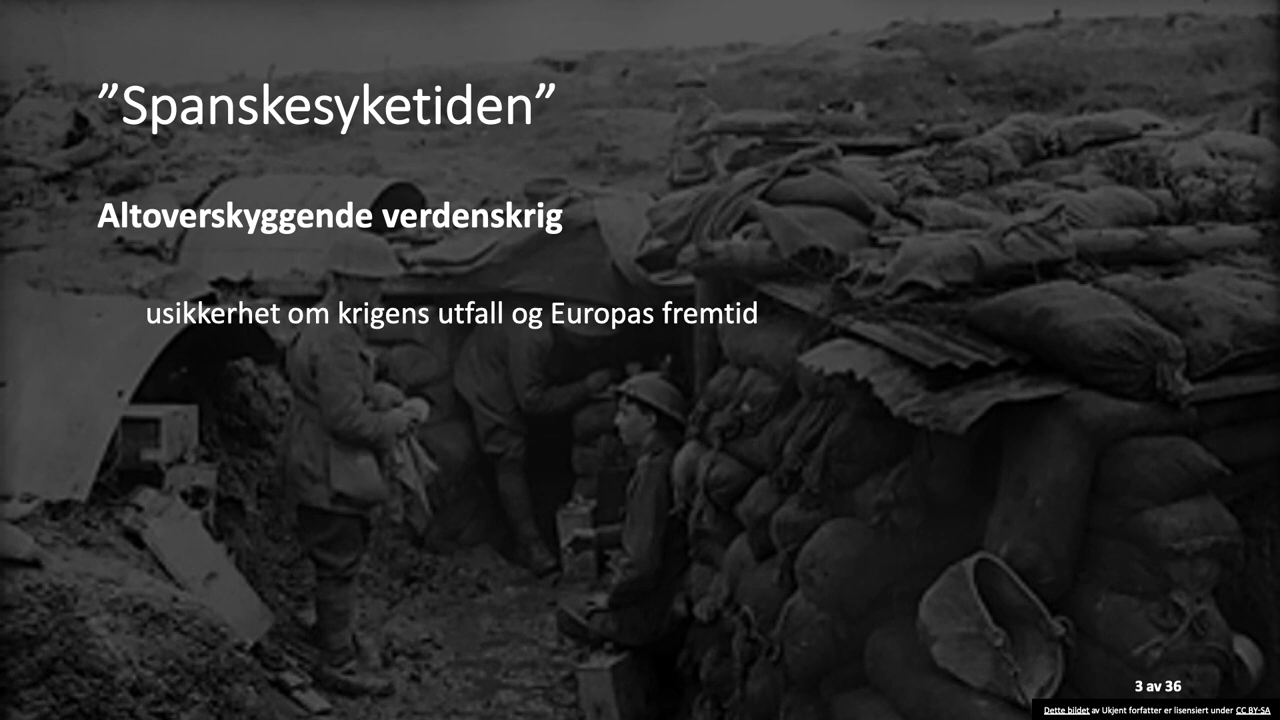 ”Spanskesyketiden”
Altoverskyggende verdenskrig
usikkerhet om krigens utfall og Europas fremtid
3 av 36
Dette bildet av Ukjent forfatter er lisensiert under CC BY-SA